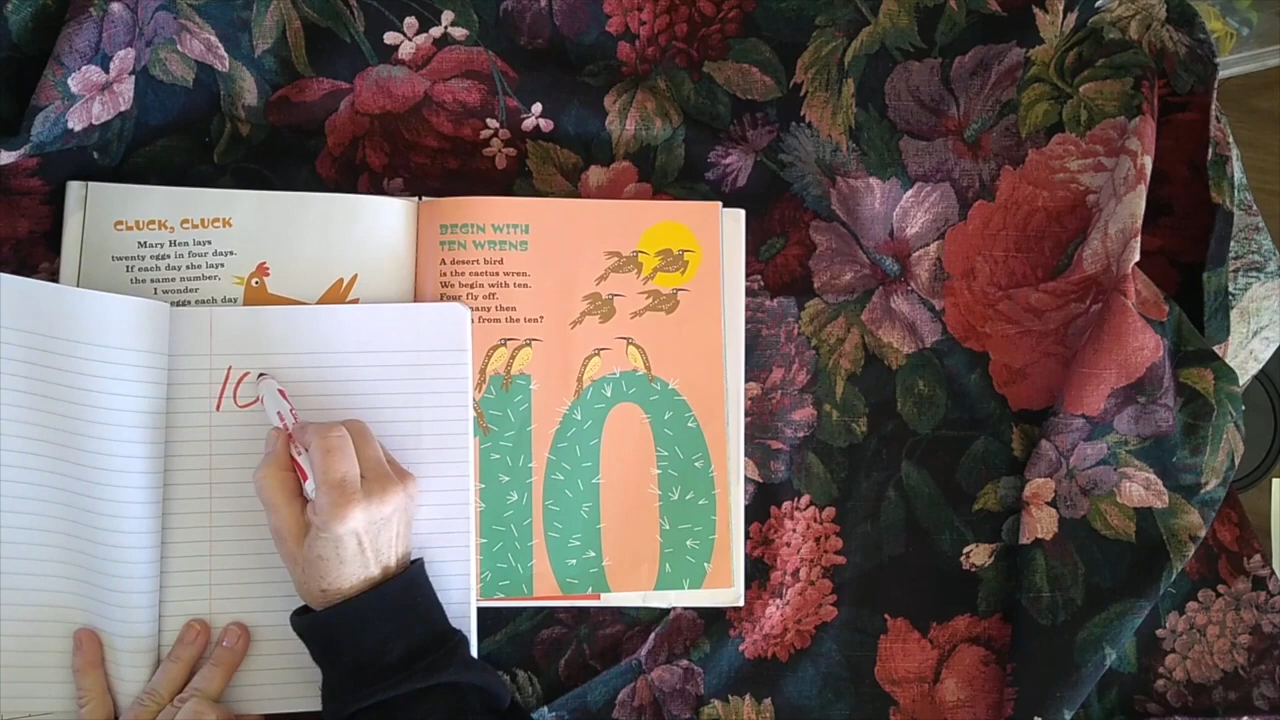 CLUCK, CLUCK
Mary Hen lays
twenty eggs in four days.
If each day she lays
the same number,
I wonder
eggs each day
BEGIN WITH
TEN WRENS
A desert bird
is the cactus wren.
We begin with ten.
Four fly off.
then
from the ten?
10
10